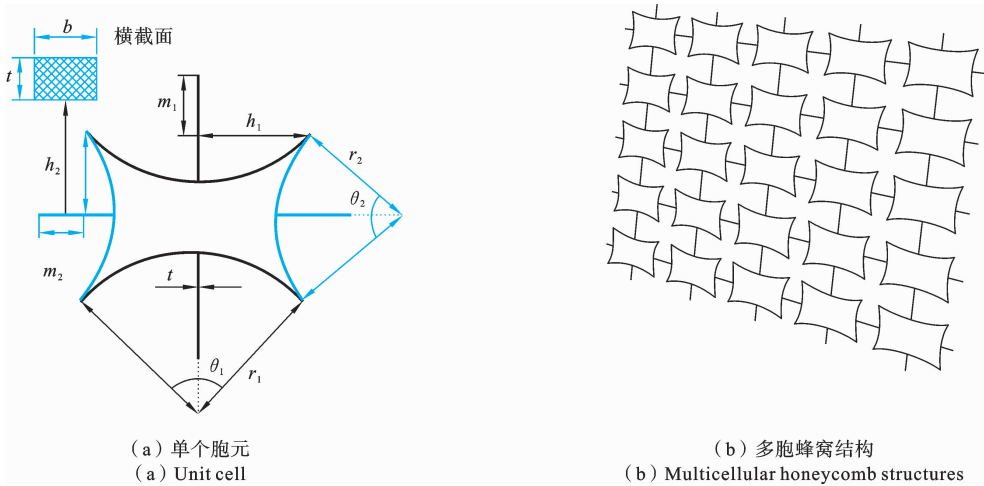 b
横截面
t
m₁
h₁
h₂
r₂
θ₂
m₂
t
θ₁
r₁
(a)单个胞元
(a)Unit cell
(b)多胞蜂窝结构
(b)Multicellular honeycomb structures